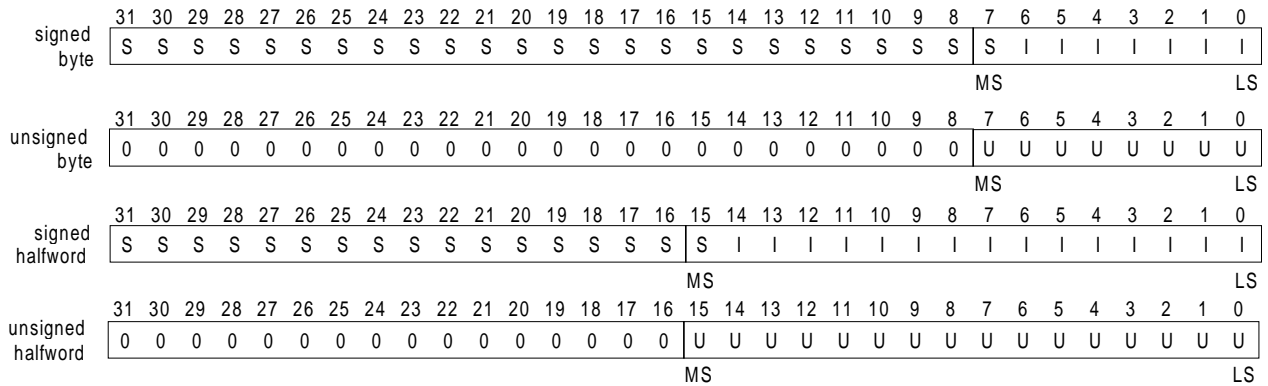 31 30 29 28 27 26 25 24 23 22 21 20 19 18 17 16 15 14 13 12 11 10 9 8 7 6 5 4 3 2 1 0
signed byte S S S S S S S S S S S S S S S S S S S S S S S S S I I I I I I I
MS LS
31 30 29 28 27 26 25 24 23 22 21 20 19 18 17 16 15 14 13 12 11 10 9 8 7 6 5 4 3 2 1 0
unsigned byte 0 0 0 0 0 0 0 0 0 0 0 0 0 0 0 0 0 0 0 0 0 0 0 0 U U U U U U U U
MS LS
31 30 29 28 27 26 25 24 23 22 21 20 19 18 17 16 15 14 13 12 11 10 9 8 7 6 5 4 3 2 1 0
signed halfword S S S S S S S S S S S S S S S S S I I I I I I I I I I I I I I I
MS LS
31 30 29 28 27 26 25 24 23 22 21 20 19 18 17 16 15 14 13 12 11 10 9 8 7 6 5 4 3 2 1 0
unsigned halfword 0 0 0 0 0 0 0 0 0 0 0 0 0 0 0 0 U U U U U U U U U U U U U U U U
MS LS